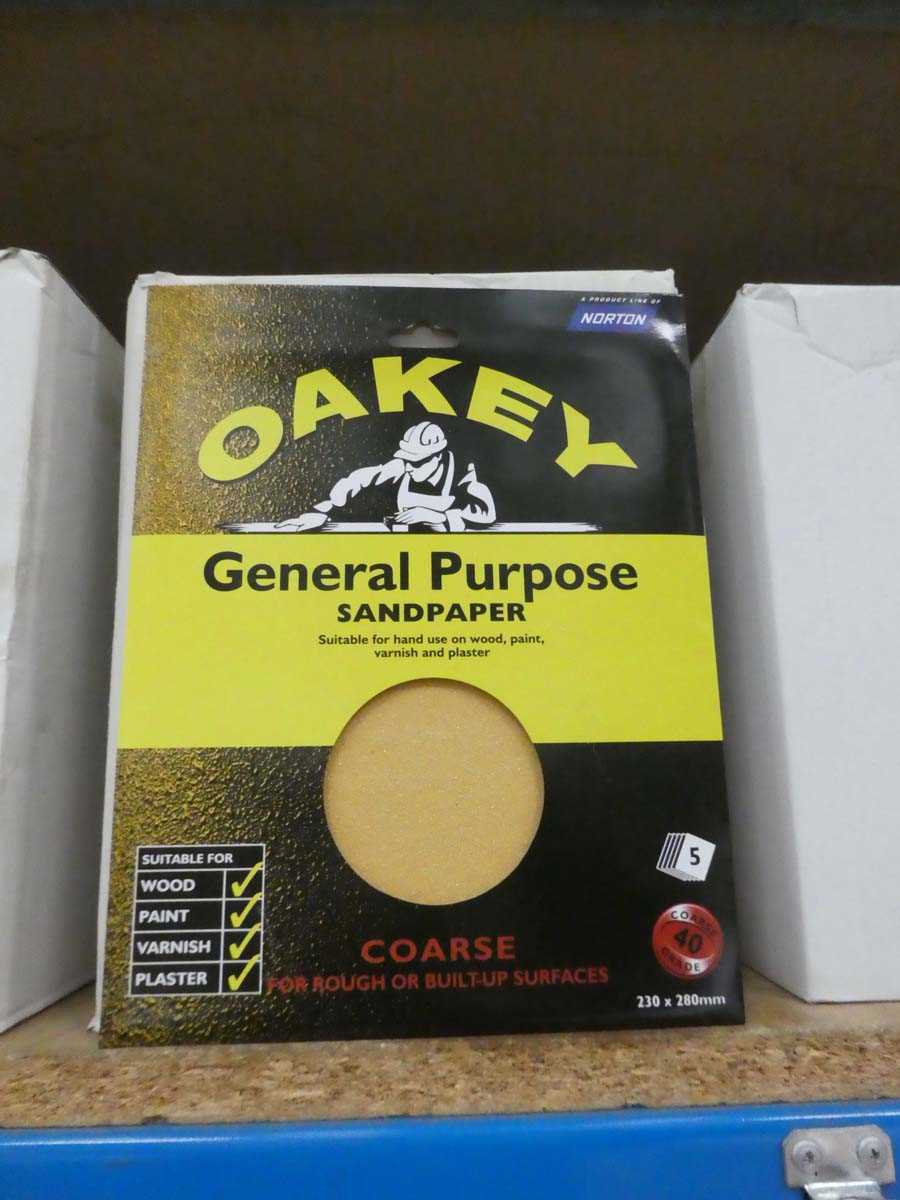 A PRODUCT LINE OF
NORTON
OAKEY
General Purpose
SANDPAPER
Suitable for hand use on wood, paint,
varnish and plaster
5
SUITABLE FOR
WOOD
PAINT
VARNISH
PLASTER
COARSE
FOR ROUGH OR BUILT-UP SURFACES
COARSE
40
GRADE
230 x 280mm